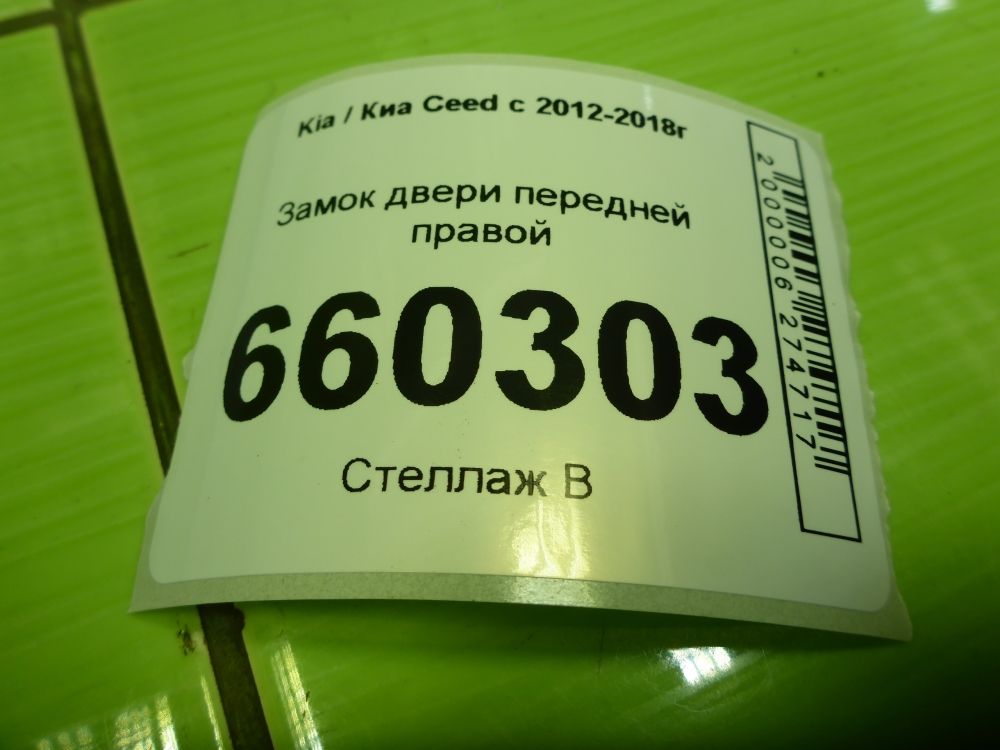 Kia / Киа Ceed с 2012-2018г
Замок двери передней
правой
660303
Стеллаж В
2000006274717